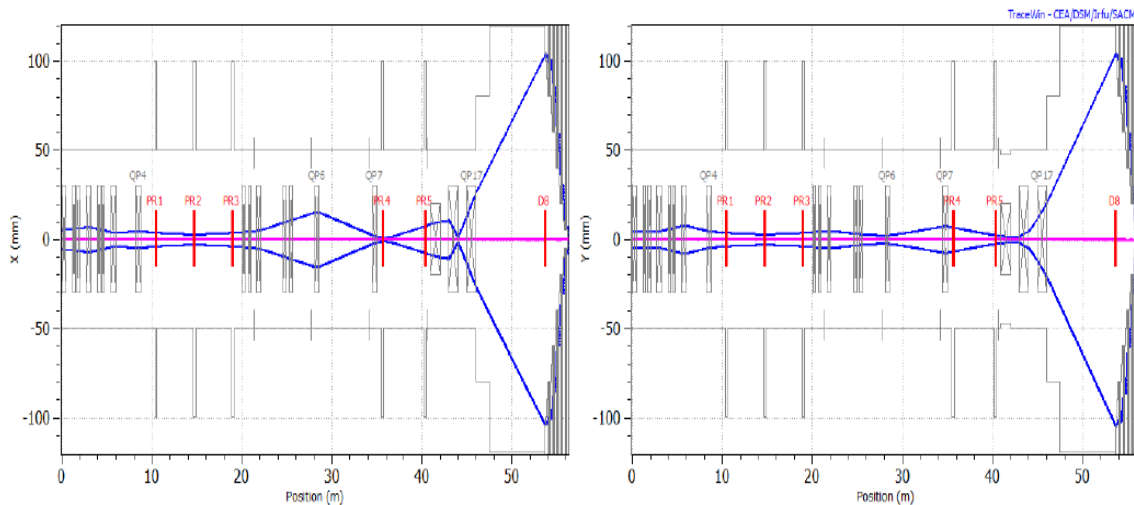 TraceWin - CEA/DSM/Irfu/SACM
X (mm)
100
50
0
-50
-100
QP4 QP6 QP7 QP17
PR1 PR2 PR3 PR4 PR5 D8
0 10 20 30 40 50
Position (m)
Y (mm)
100
50
0
-50
-100
QP4 QP6 QP7 QP17
PR1 PR2 PR3 PR4 PR5 D8
0 10 20 30 40 50
Position (m)